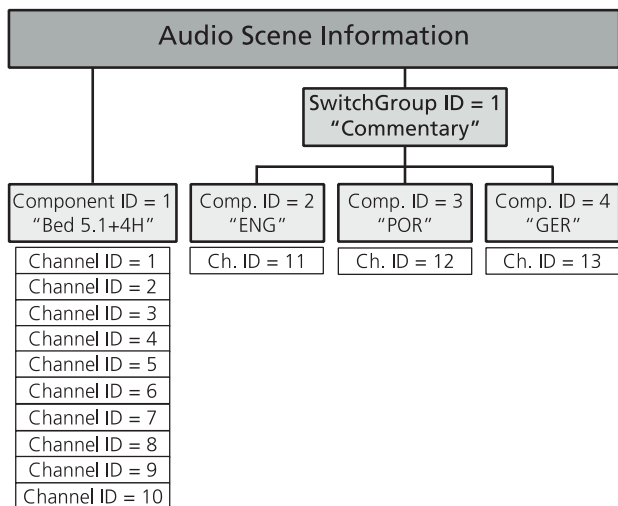 Audio Scene Information
SwitchGroup ID = 1
“Commentary”
Component ID = 1
“Bed 5.1+4H”
Comp. ID = 2
“ENG”
Comp. ID = 3
“POR”
Comp. ID = 4
“GER”
Channel ID = 1
Channel ID = 2
Channel ID = 3
Channel ID = 4
Channel ID = 5
Channel ID = 6
Channel ID = 7
Channel ID = 8
Channel ID = 9
Channel ID = 10
Ch. ID = 11
Ch. ID = 12
Ch. ID = 13